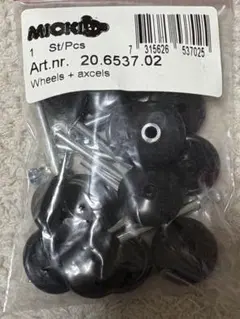 MICKI
1 St/Pcs
7 315626 537025
Art.nr. 20.6537.02
Wheels + axcels